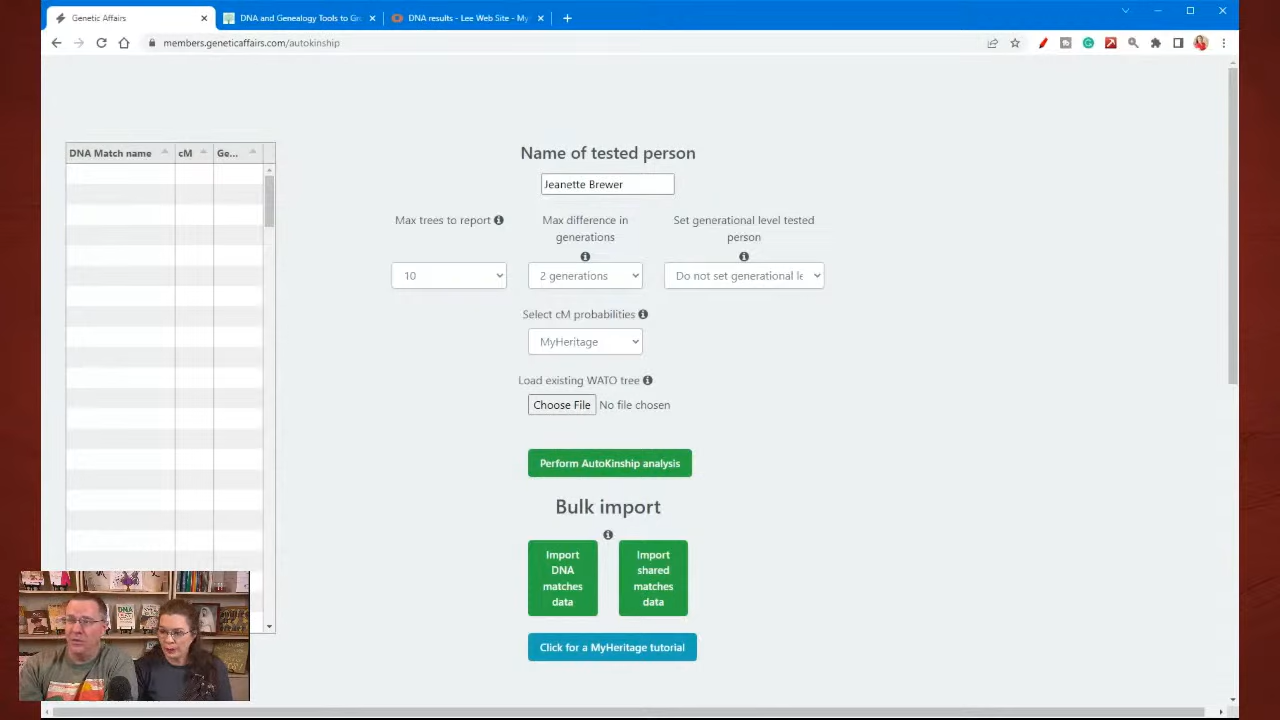 Genetic Affairs
DNA and Genealogy Tools to Gr
DNA results - Lee Web Site - My
members.geneticaffairs.com/autokinship
DNA Match name
cM
Ge...
Name of tested person
Jeanette Brewer
Max trees to report
Max difference in
generations
Set generational level tested
person
10
2 generations
Do not set generational le
Select cM probabilities
MyHeritage
Load existing WATO tree
Choose File No file chosen
Perform AutoKinship analysis
Bulk import
Import
DNA
matches
data
Import
shared
matches
data
Click for a MyHeritage tutorial